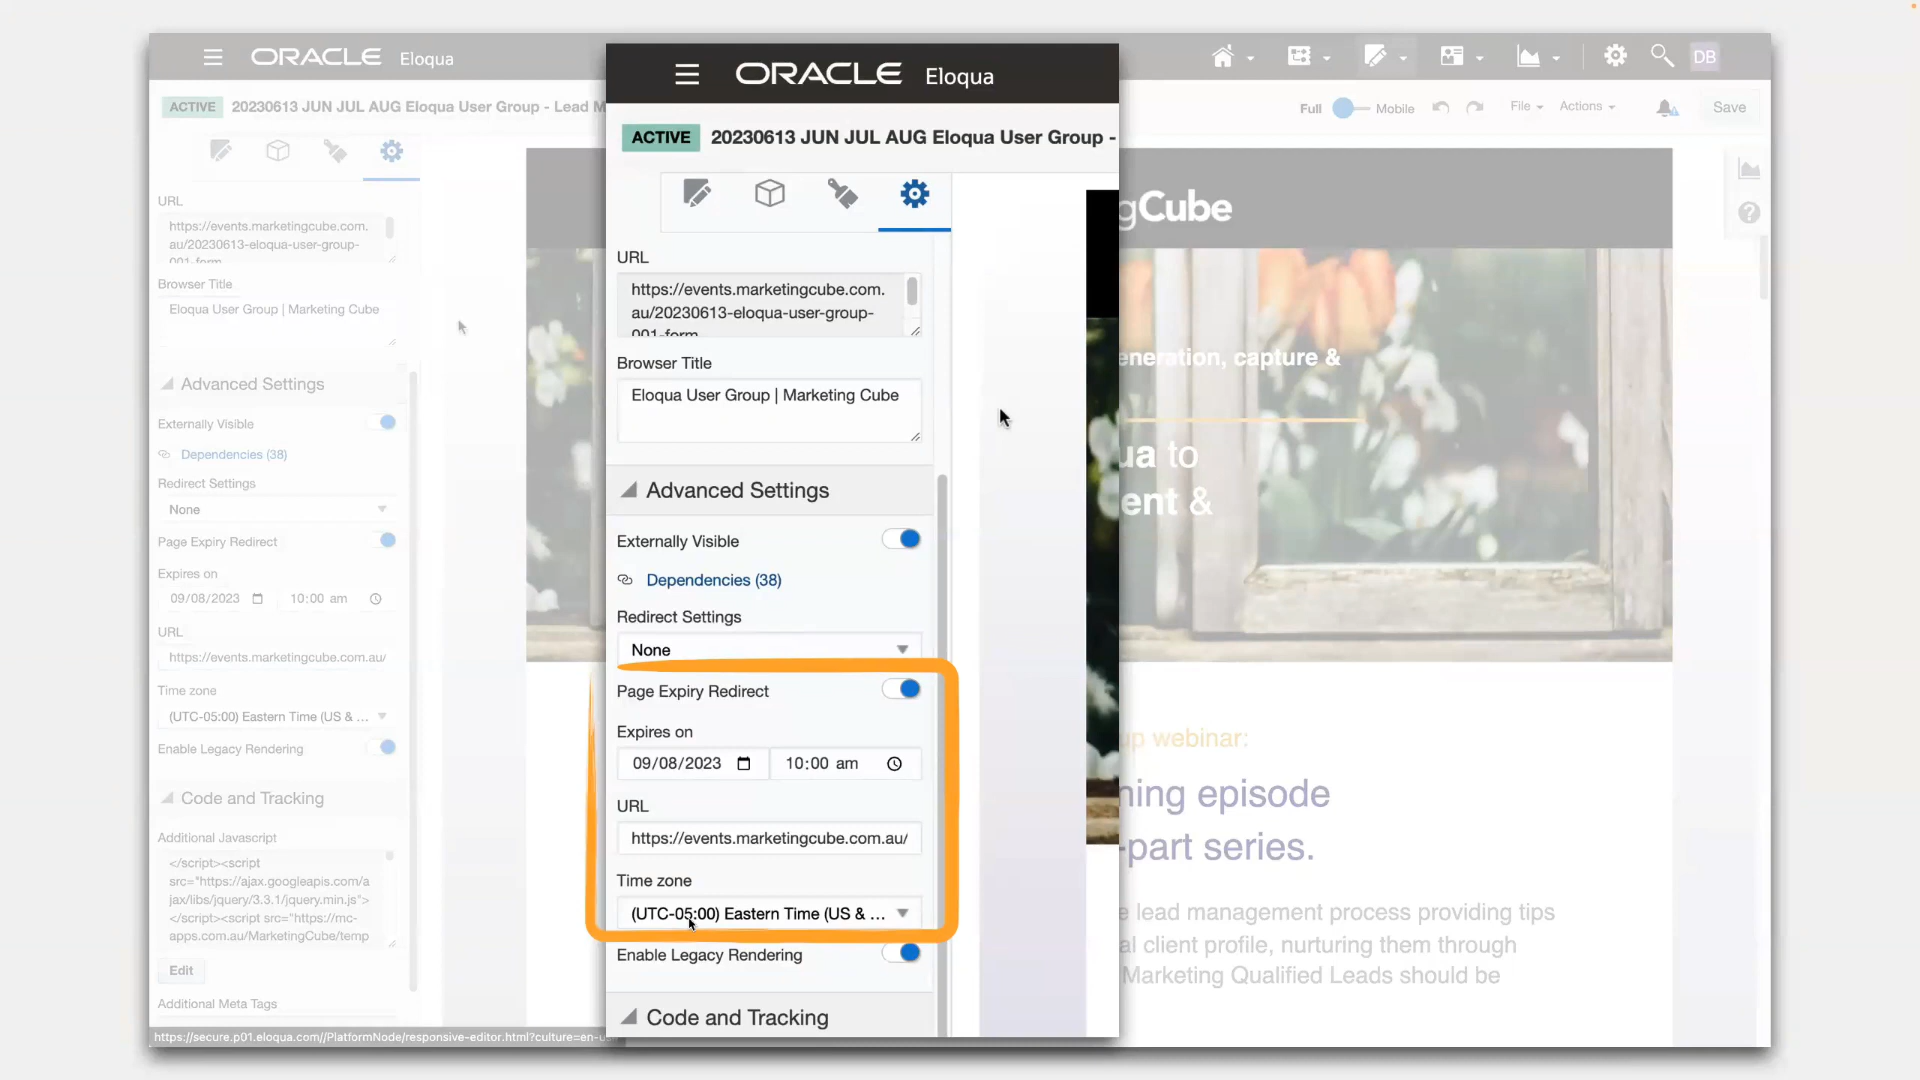 ORACLE Eloqua
DB
ACTIVE 20230613 JUN JUL AUG Eloqua User Group - Lead M
Full Mobile File Actions Save
URL
https://events.marketingcube.com.
au/20230613-eloqua-user-group-
001-form
Browser Title
Eloqua User Group | Marketing Cube
Advanced Settings
Externally Visible
Dependencies (38)
Redirect Settings
None
Page Expiry Redirect
Expires on
09/08/2023 10:00 am
URL
https://events.marketingcube.com.au/
Time zone
(UTC-05:00) Eastern Time (US & ...
Enable Legacy Rendering
Code and Tracking
Additional Javascript
</script><script
src="https://ajax.googleapis.com/a
jax/libs/jquery/3.3.1/jquery.min.js">
</script><script src="https://mc-
apps.com.au/MarketingCube/temp
Edit
Additional Meta Tags
https://secure.p01.eloqua.com//PlatformNode/responsive-editor.html?culture=en-u
ORACLE Eloqua
ACTIVE 20230613 JUN JUL AUG Eloqua User Group -
URL
https://events.marketingcube.com.
au/20230613-eloqua-user-group-
001-form
Browser Title
Eloqua User Group | Marketing Cube
Advanced Settings
Externally Visible
Dependencies (38)
Redirect Settings
None
Page Expiry Redirect
Expires on
09/08/2023 10:00 am
URL
https://events.marketingcube.com.au/
Time zone
(UTC-05:00) Eastern Time (US & ...
Enable Legacy Rendering
Code and Tracking
gCube
eneration, capture &
ua to
ent &
up webinar:
ning episode
-part series.
e lead management process providing tips
al client profile, nurturing them through
Marketing Qualified Leads should be